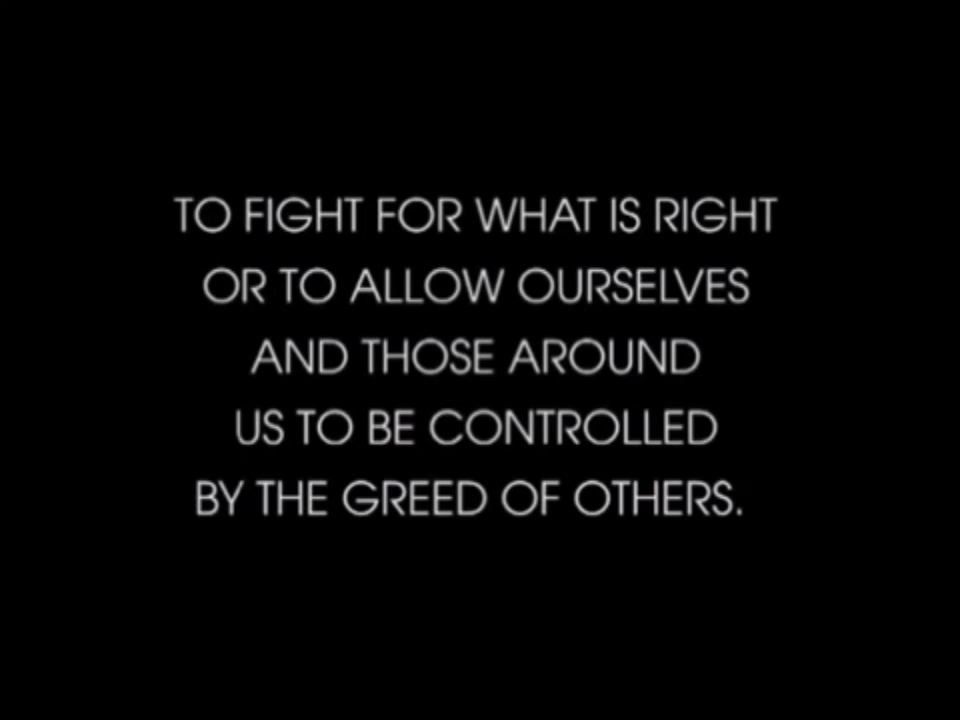 TO FIGHT FOR WHAT IS RIGHT
OR TO ALLOW OURSELVES
AND THOSE AROUND
US TO BE CONTROLLED
BY THE GREED OF OTHERS.